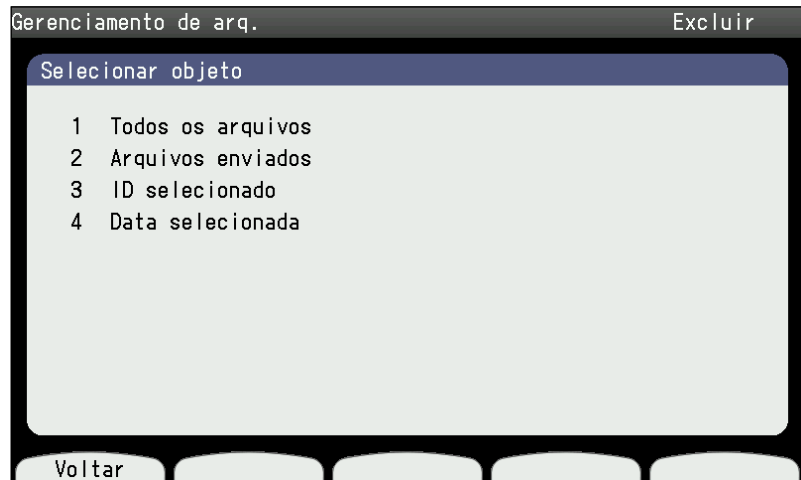 Gerenciamento de arq. Excluir
Selecionar objeto
1 Todos os arquivos
2 Arquivos enviados
3 ID selecionado
4 Data selecionada
Voltar